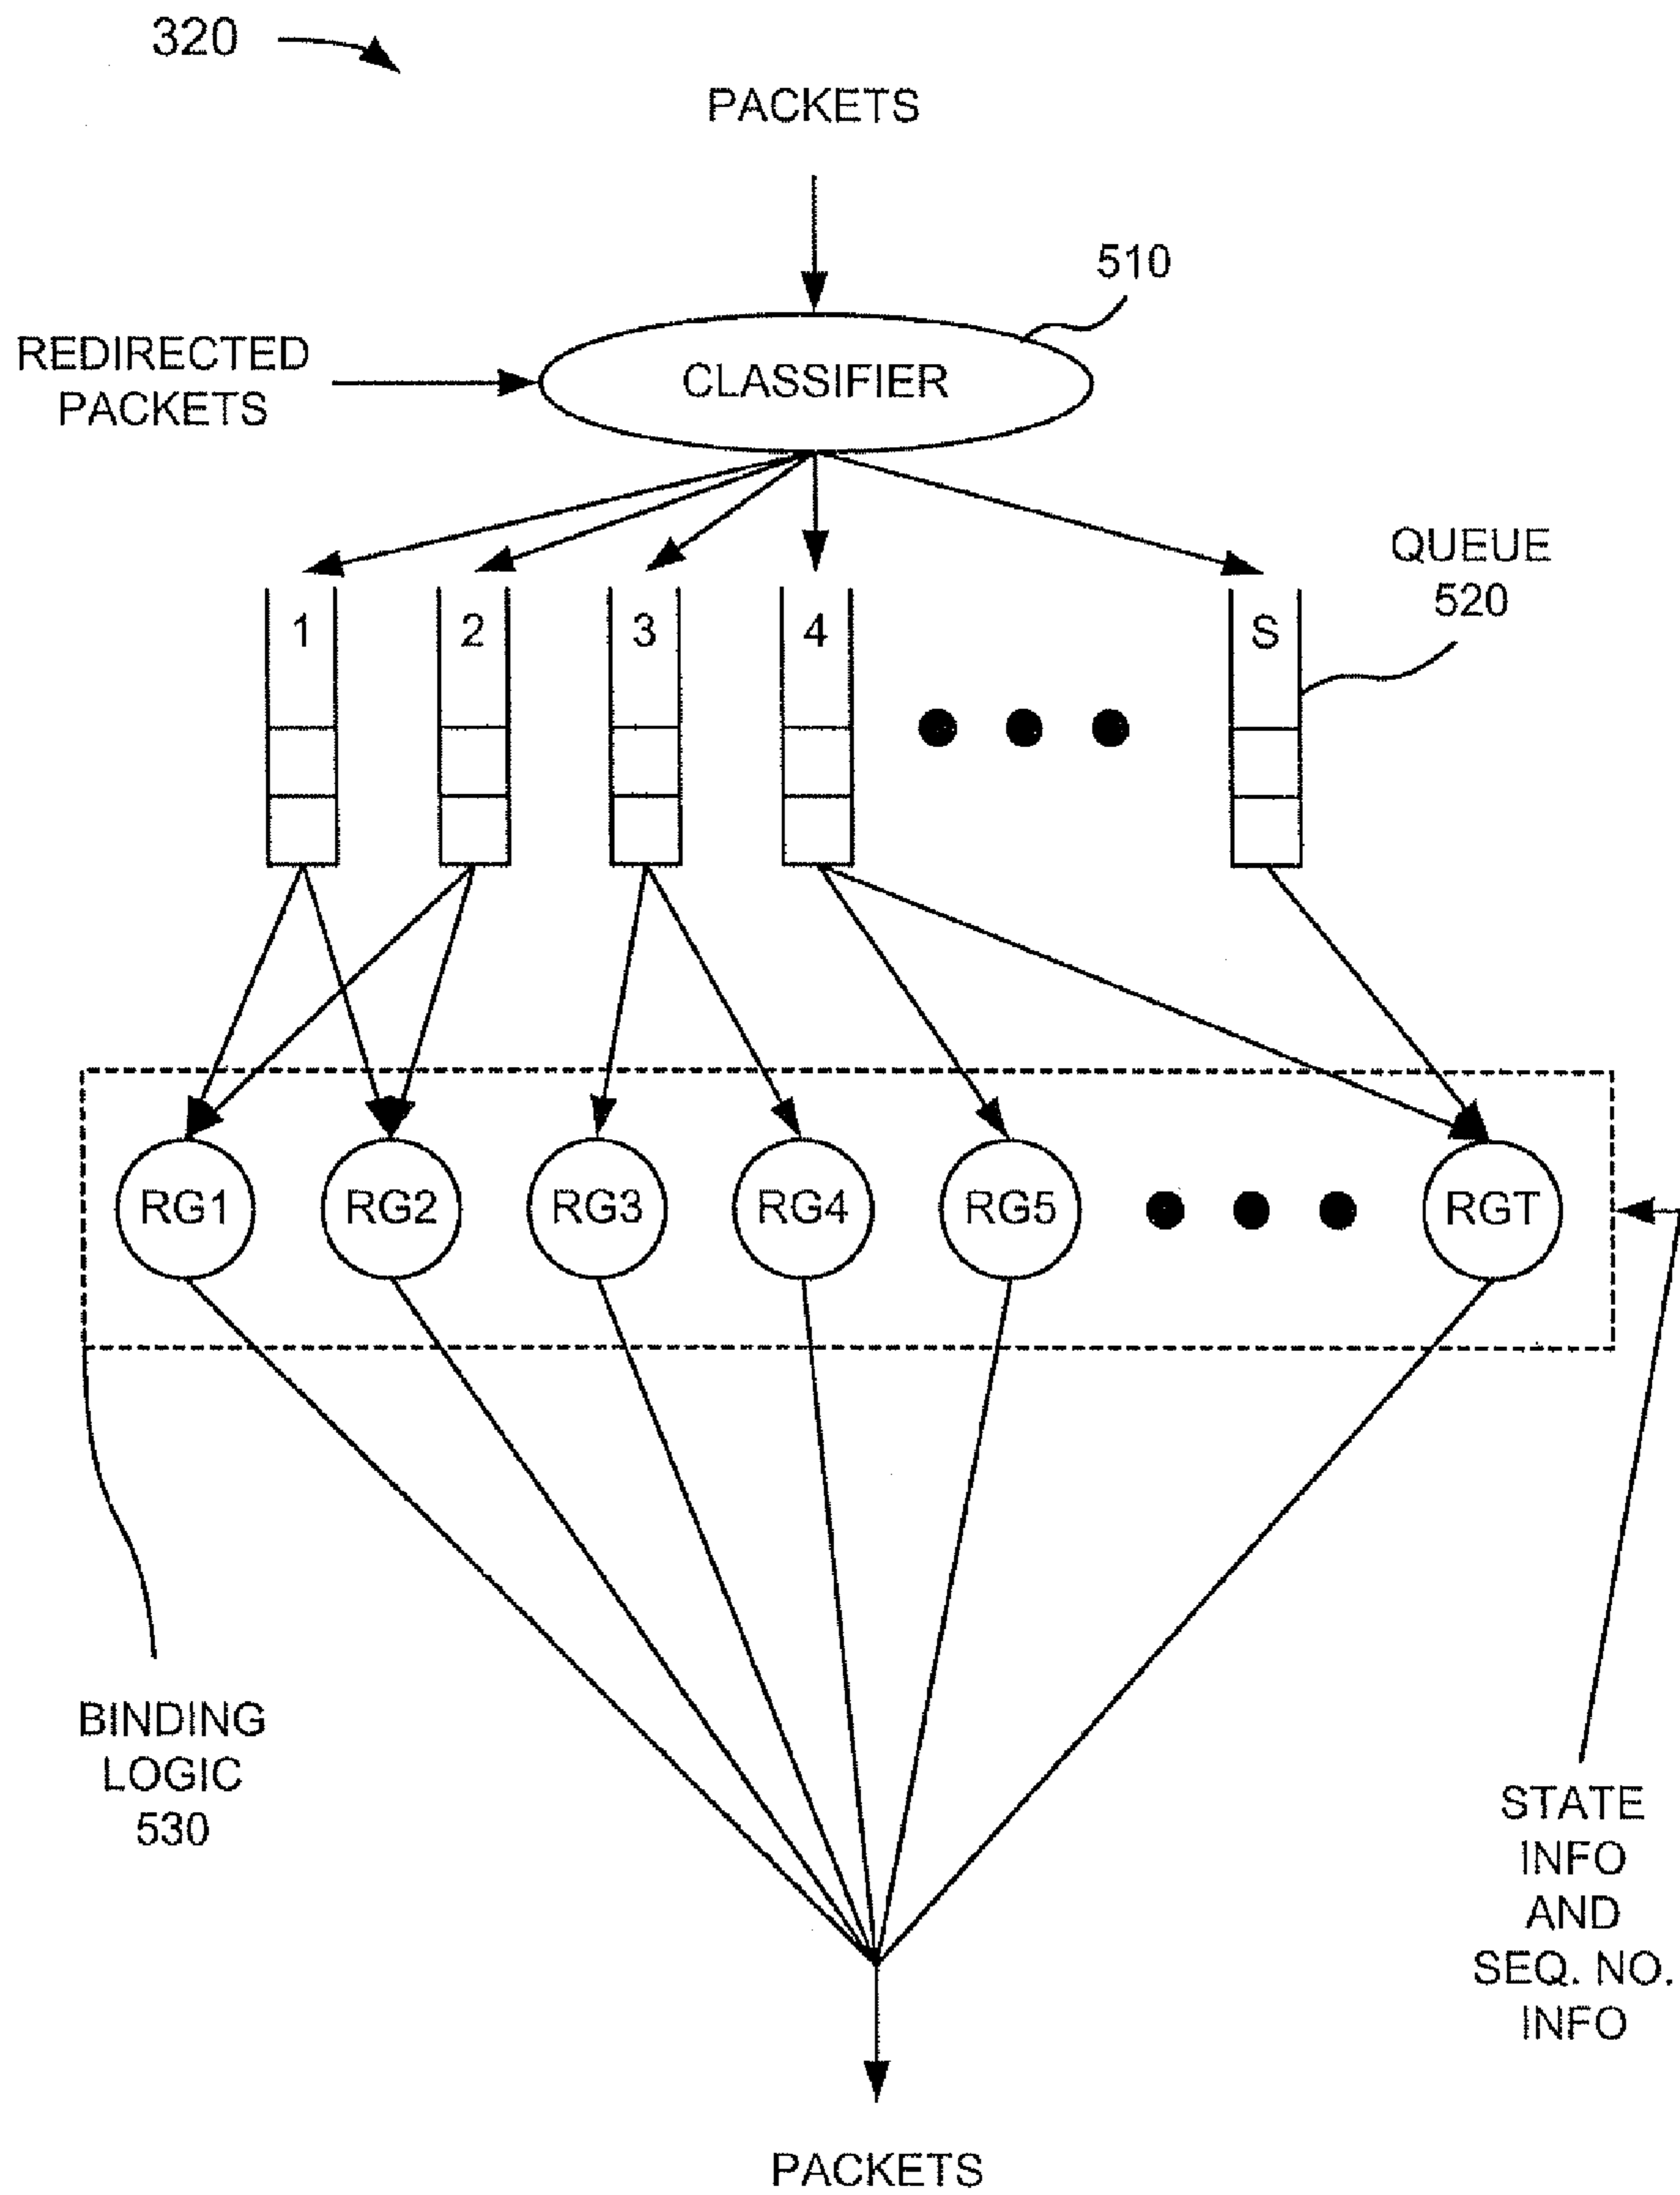 320
PACKETS
510
REDIRECTED
PACKETS
CLASSIFIER
QUEUE
520
1
2
3
4
S
RG1
RG2
RG3
RG4
RG5
RGT
BINDING
LOGIC
530
STATE
INFO
AND
SEQ. NO.
INFO
PACKETS